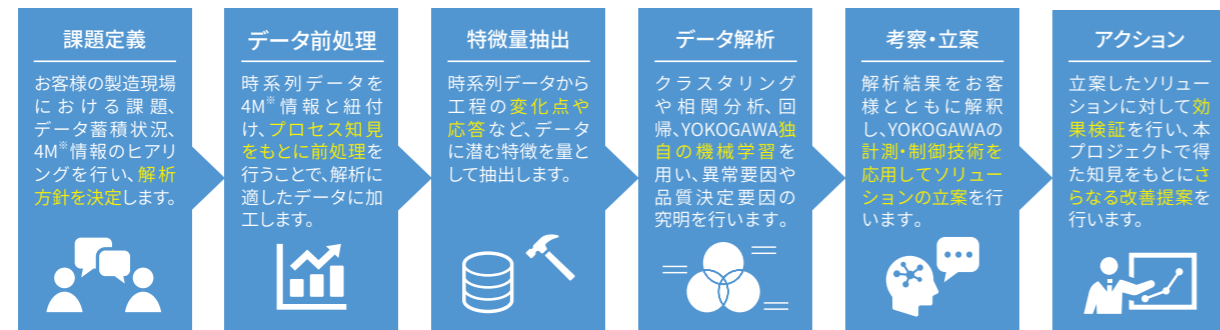 課題定義
お客様の製造現場
における課題、
データ蓄積状況、
4M※情報のヒアリ
ングを行い、解析
方針を決定します。
データ前処理
時系列データを
4M※情報と紐付
け、プロセス知見
をもとに前処理を
行うことで、解析に
適したデータに加
工します。
特微量抽出
時系列データから
工程の変化点や
応答など、データ
に潜む特徴を量と
して抽出します。
データ解析
クラスタリング
や相関分析、回
帰、YOKOGAWA独
自の機械学習を
用い、異常要因や
品質決定要因の
究明を行います。
考察・立案
解析結果をお客
様とともに解釈
し、YOKOGAWAの
計測・制御技術を
応用してソリュー
ションの立案を行
います。
アクション
立案したソリュー
ションに対して効
果検証を行い、本
プロジェクトで得
た知見をもとにさ
らなる改善提案を
行います。